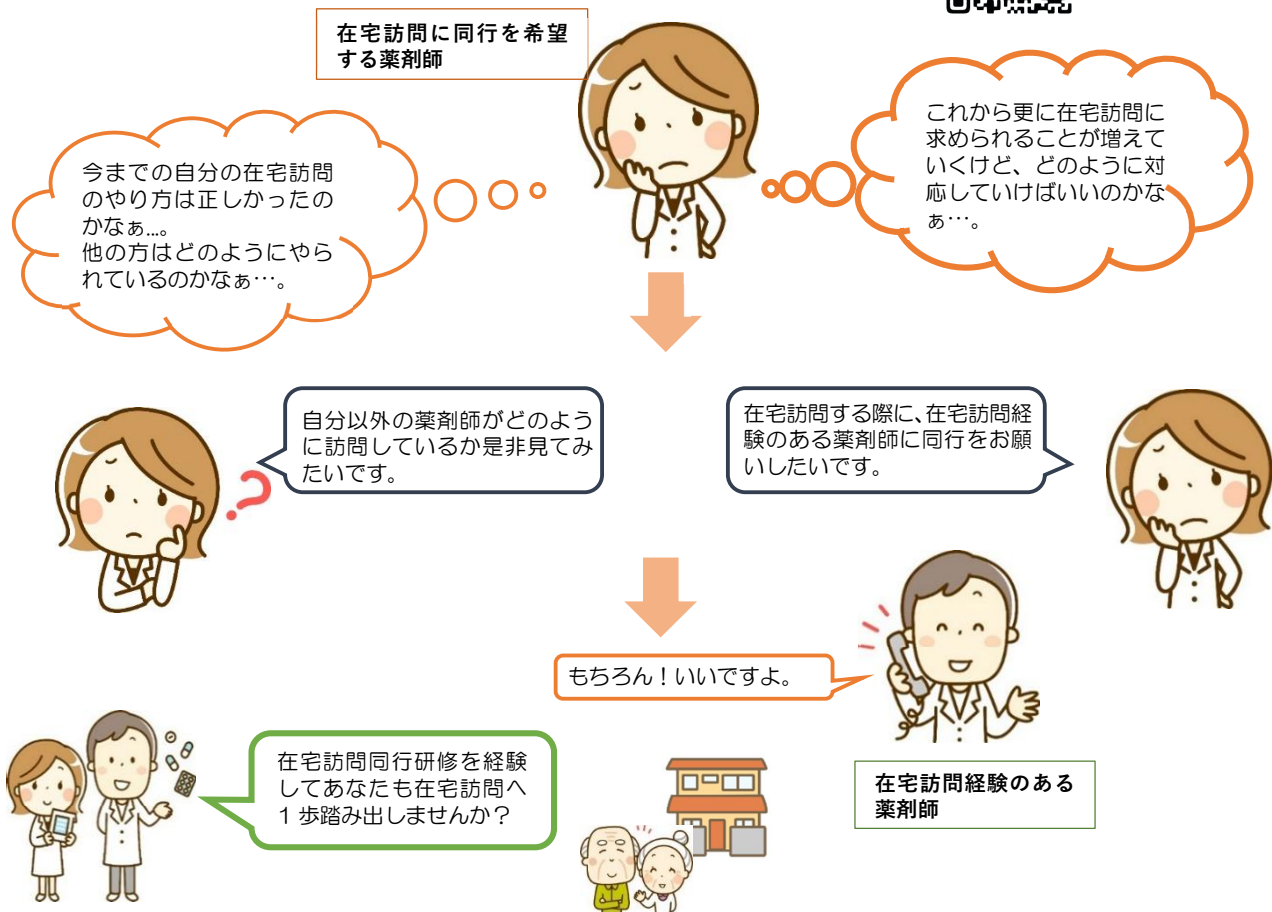 在宅訪問に同行を希望
する薬剤師
今までの自分の在宅訪問
のやり方は正しかったの
かなぁ...。
他の方はどのようにやら
れているのかなぁ…。
これから更に在宅訪問に
求められることが増えて
いくけど、どのように対
応していけばいいのかな
ぁ…。
自分以外の薬剤師がどのよう
に訪問しているか是非見てみ
たいです。
在宅訪問する際に、在宅訪問経
験のある薬剤師に同行をお願
いしたいです。
もちろん！いいですよ。
在宅訪問経験のある
薬剤師
在宅訪問同行研修を経験
してあなたも在宅訪問へ
1 歩踏み出しませんか？